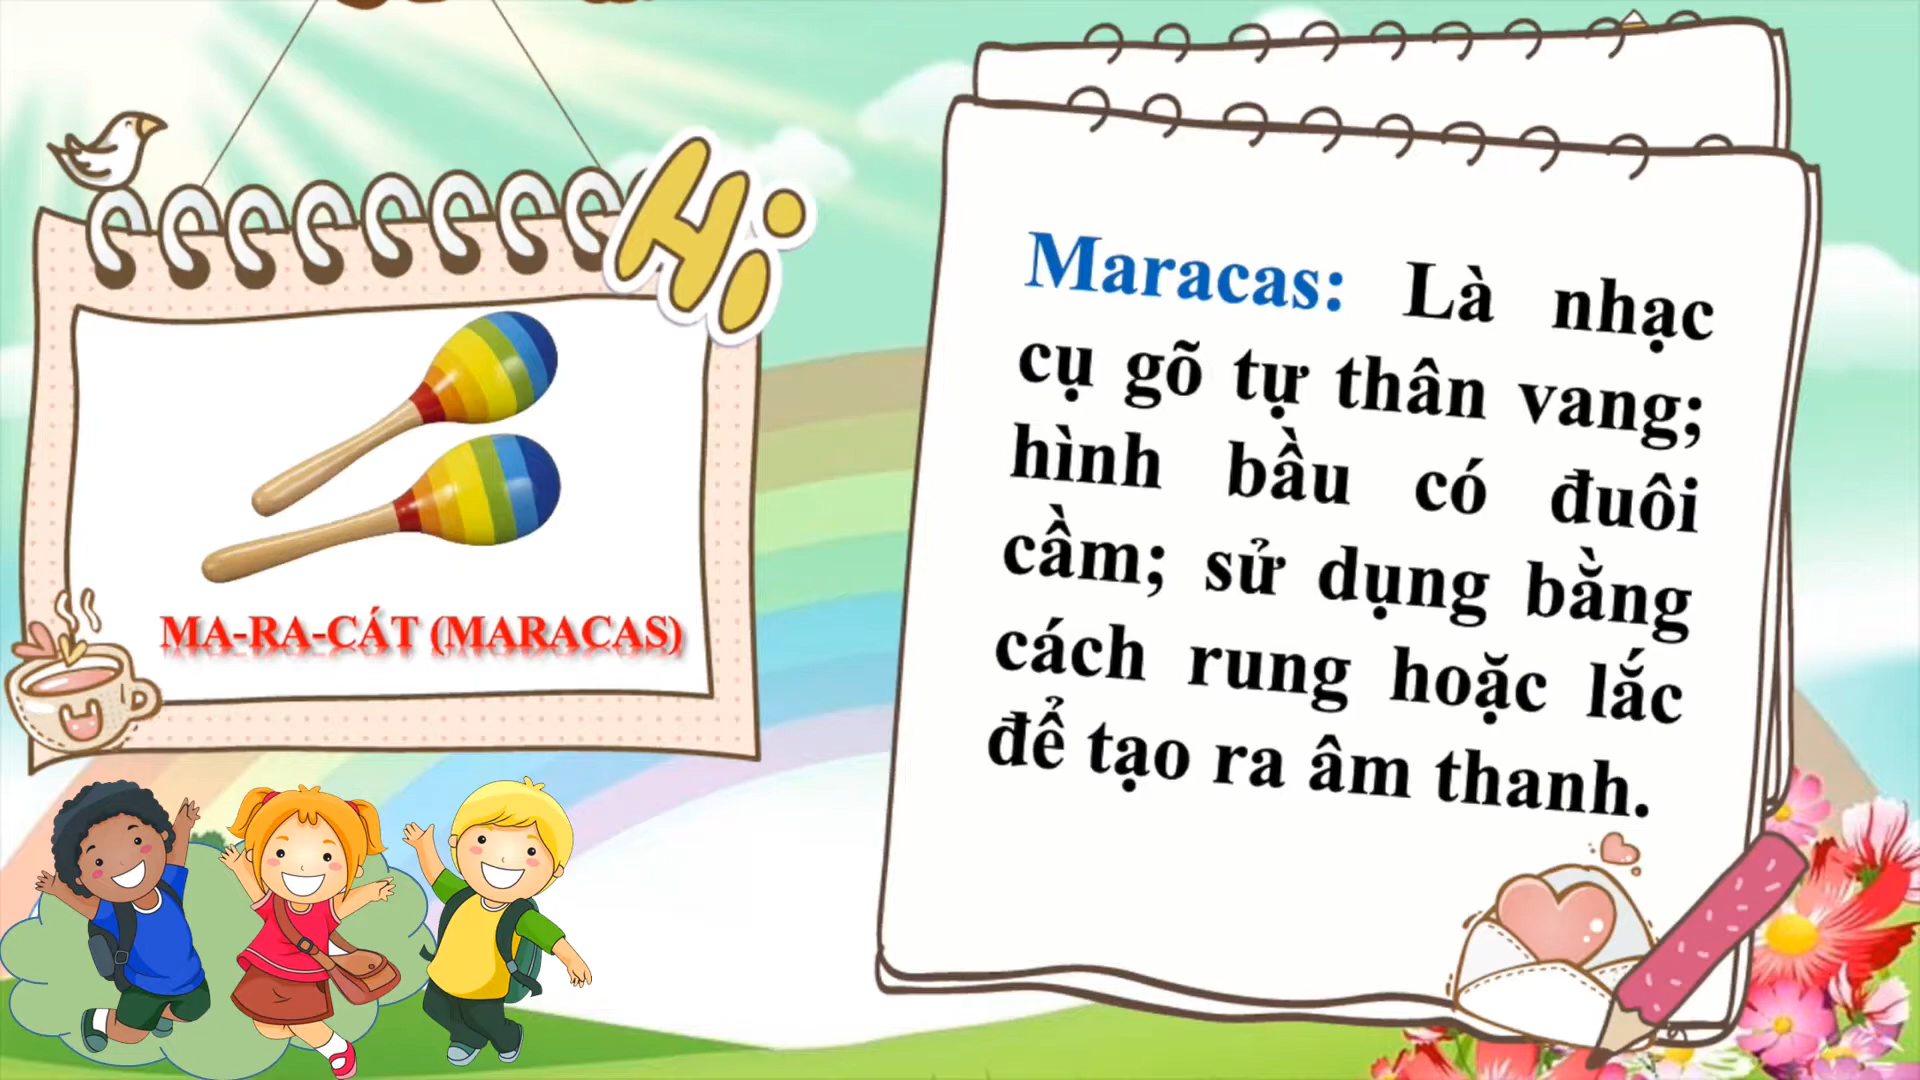 Hi
MA-RA-CÁT (MARACAS)
Maracas: Là nhạc
cụ gõ tự thân vang;
hình bầu có đuôi
cầm; sử dụng bằng
cách rung hoặc lắc
để tạo ra âm thanh.